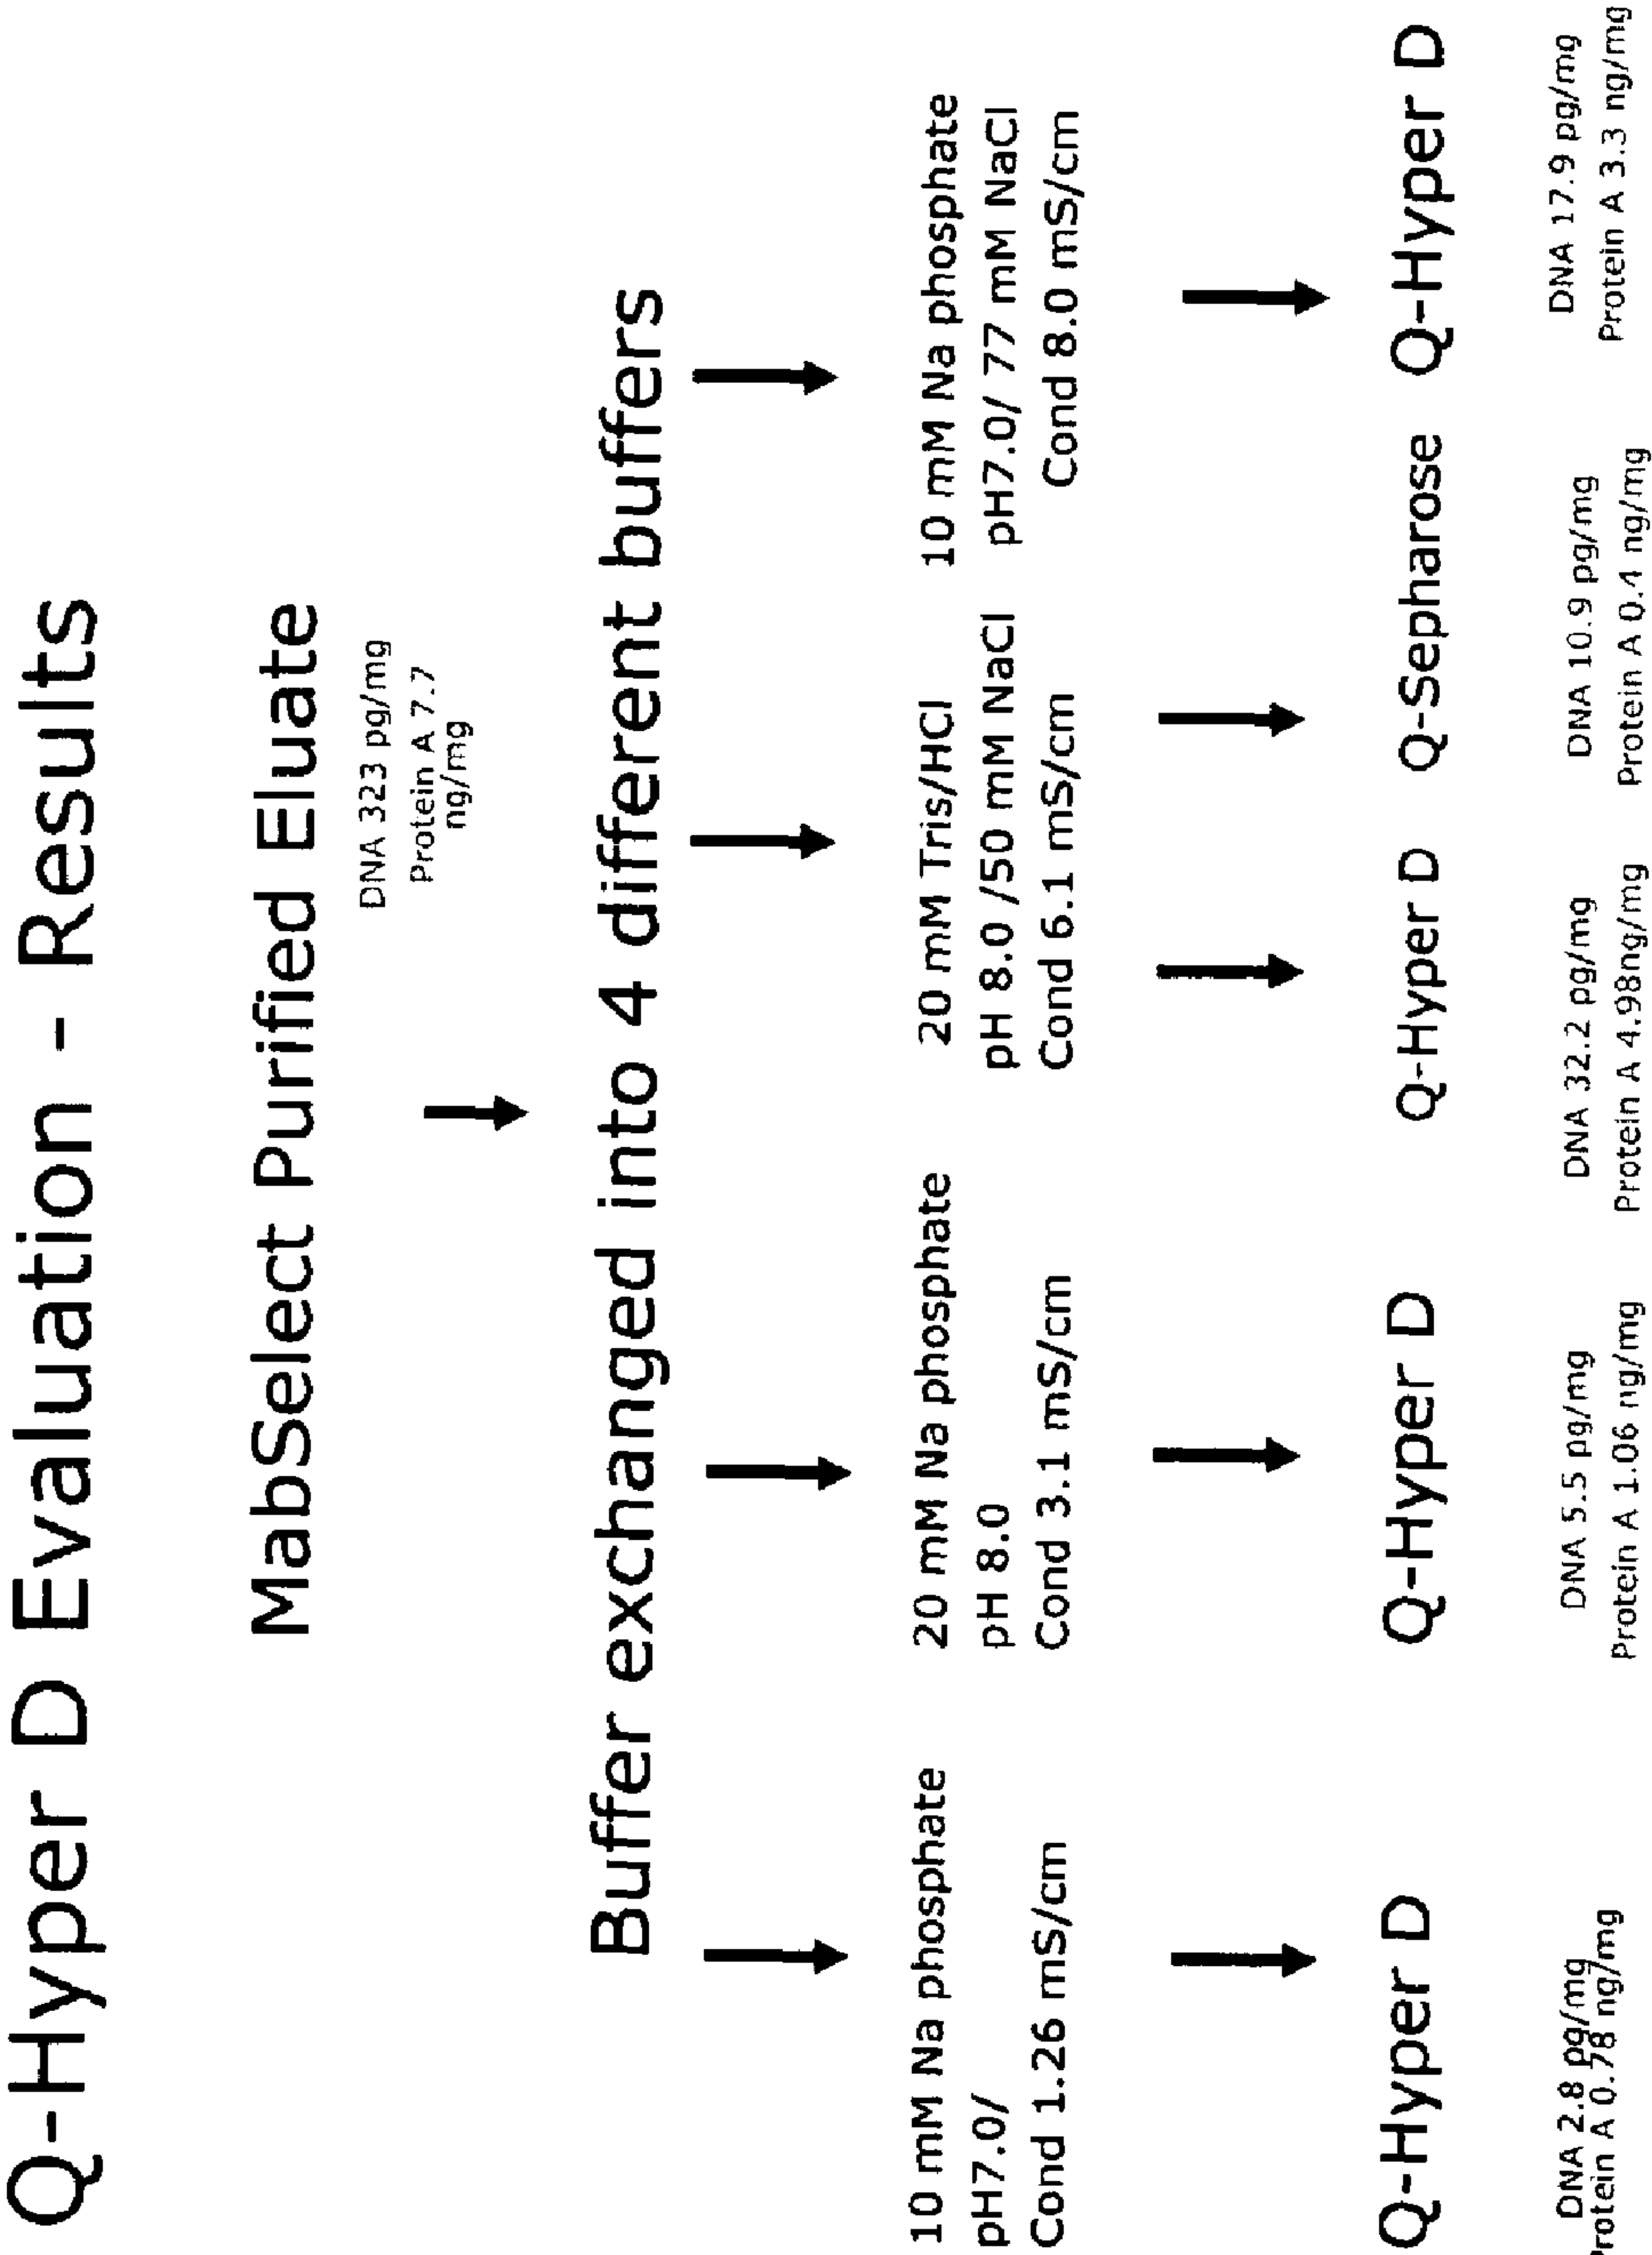 Q-Hyper D Evaluation - Results
MabSelect Purified Eluate
DNA 323 pg/mg
Protein A 7.7
ng/mg
Buffer exchanged into 4 different buffers
10 mM Na phosphate
pH7.0/
Cond 1.26 mS/cm
20 mM Na phosphate
pH 8.0
Cond 3.1 mS/cm
20 mM Tris/HCl
pH 8.0 /50 mM NaCl
Cond 6.1 mS/cm
10 mM Na phosphate
pH7.0/ 77 mM NaCl
Cond 8.0 mS/cm
Q-Hyper D
Q-Hyper D
Q-Hyper D
Q-Sepharose
Q-Hyper D
DNA 2.8 pg/mg
Protein A 0.78 ng/mg
DNA 5.5 pg/mg
Protein A 1.06 ng/mg
DNA 32.2 pg/mg
Protein A 4.98ng/mg
DNA 10.9 pg/mg
Protein A 0.4 ng/mg
DNA 17.9 pg/mg
Protein A 3.3 ng/mg